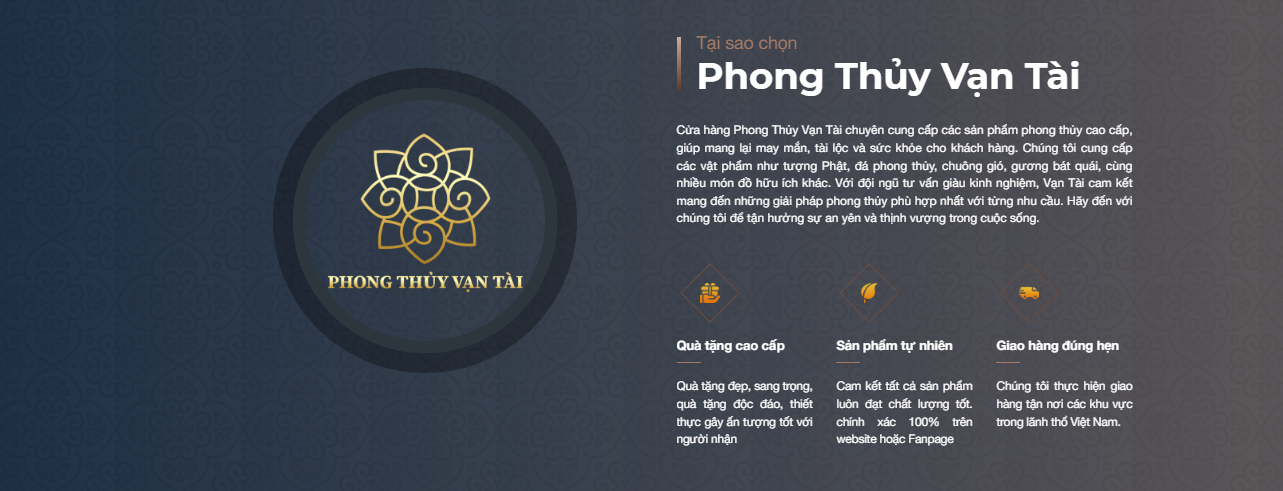 PHONG THỦY VẠN TÀI
Tại sao chọn
Phong Thủy Vạn Tài
Cửa hàng Phong Thủy Vạn Tài chuyên cung cấp các sản phẩm phong thủy cao cấp,
giúp mang lại may mắn, tài lộc và sức khỏe cho khách hàng. Chúng tôi cung cấp
các vật phẩm như tượng Phật, đá phong thủy, chuông gió, gương bát quái, cùng
nhiều món đồ hữu ích khác. Với đội ngũ tư vấn giàu kinh nghiệm, Vạn Tài cam kết
mang đến những giải pháp phong thủy phù hợp nhất với từng nhu cầu. Hãy đến với
chúng tôi để tận hưởng sự an yên và thịnh vượng trong cuộc sống.
Quà tặng cao cấp
Quà tặng đẹp, sang trọng,
quà tặng độc đáo, thiết
thực gây ấn tượng tốt với
người nhận
Sản phẩm tự nhiên
Cam kết tất cả sản phẩm
luôn đạt chất lượng tốt.
chính xác 100% trên
website hoặc Fanpage
Giao hàng đúng hẹn
Chúng tôi thực hiện giao
hàng tận nơi các khu vực
trong lãnh thổ Việt Nam.